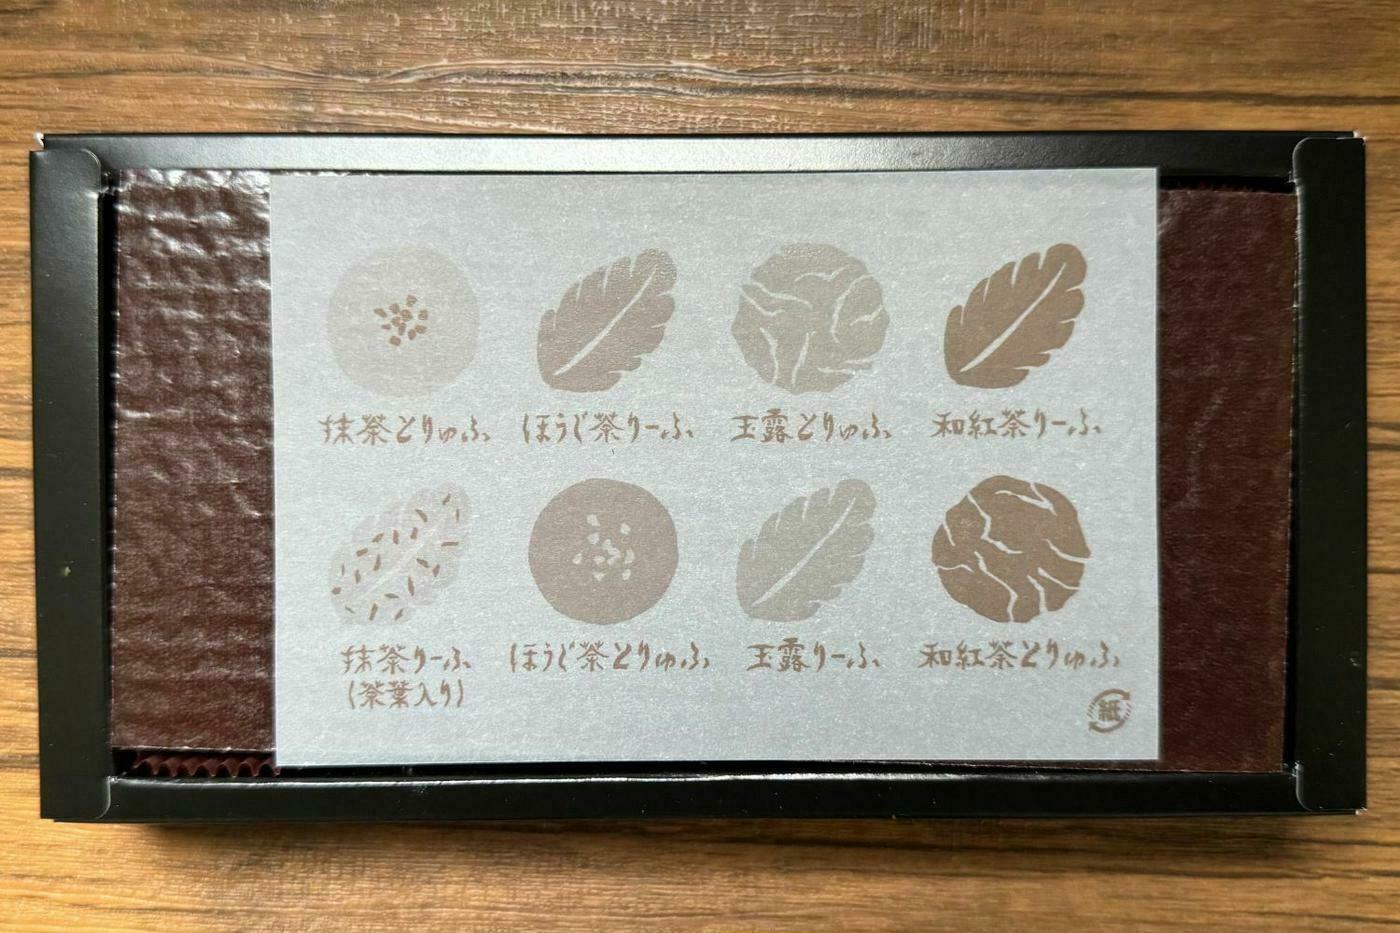 抹茶とりゅふ
ほうじ茶りーふ
玉露とりゅふ
和紅茶りーふ
抹茶りーふ
(茶葉入り)
ほうじ茶とりゅふ
玉露りーふ
和紅茶とりゅふ
紙